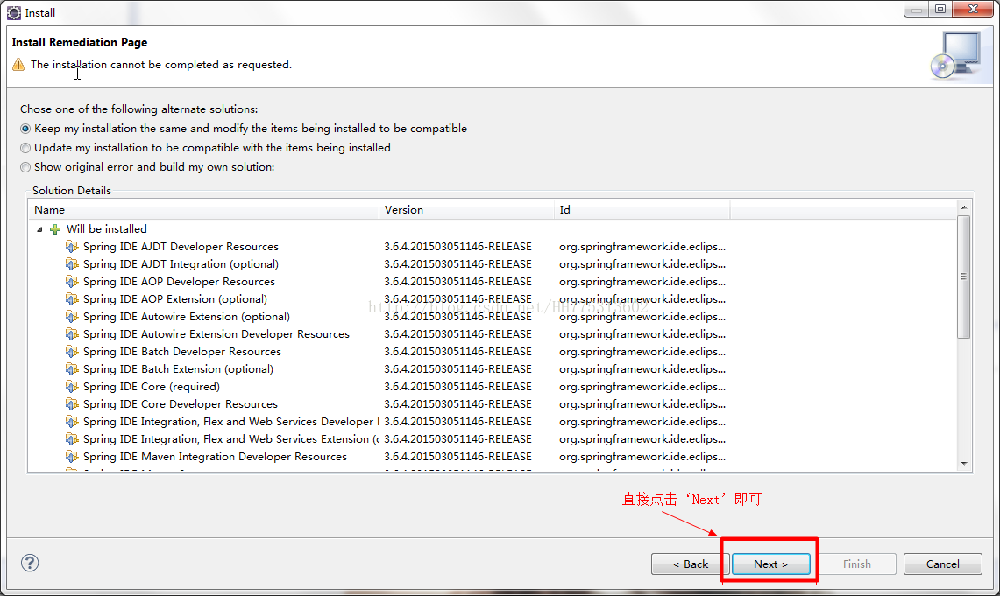 Install
Install Remediation Page
The installation cannot be completed as requested.
Chose one of the following alternate solutions:
Keep my installation the same and modify the items being installed to be compatible
Update my installation to be compatible with the items being installed
Show original error and build my own solution:
Solution Details
Name Version Id
Will be installed
Spring IDE AJDT Developer Resources 3.6.4.201503051146-RELEASE org.springframework.ide.eclips...
Spring IDE AJDT Integration (optional) 3.6.4.201503051146-RELEASE org.springframework.ide.eclips...
Spring IDE AOP Developer Resources 3.6.4.201503051146-RELEASE org.springframework.ide.eclips...
Spring IDE AOP Extension (optional) 3.6.4.201503051146-RELEASE org.springframework.ide.eclips...
http://blog.csdn.net/HH775313602
Spring IDE Autowire Extension (optional) 3.6.4.201503051146-RELEASE org.springframework.ide.eclips...
Spring IDE Autowire Extension Developer Resources 3.6.4.201503051146-RELEASE org.springframework.ide.eclips...
Spring IDE Batch Developer Resources 3.6.4.201503051146-RELEASE org.springframework.ide.eclips...
Spring IDE Batch Extension (optional) 3.6.4.201503051146-RELEASE org.springframework.ide.eclips...
Spring IDE Core (required) 3.6.4.201503051146-RELEASE org.springframework.ide.eclips...
Spring IDE Core Developer Resources 3.6.4.201503051146-RELEASE org.springframework.ide.eclips...
Spring IDE Integration, Flex and Web Services Developer 3.6.4.201503051146-RELEASE org.springframework.ide.eclips...
Spring IDE Integration, Flex and Web Services Extension ( 3.6.4.201503051146-RELEASE org.springframework.ide.eclips...
Spring IDE Maven Integration Developer Resources 3.6.4.201503051146-RELEASE org.springframework.ide.eclips...
直接点击‘Next’即可
< Back Next > Finish Cancel